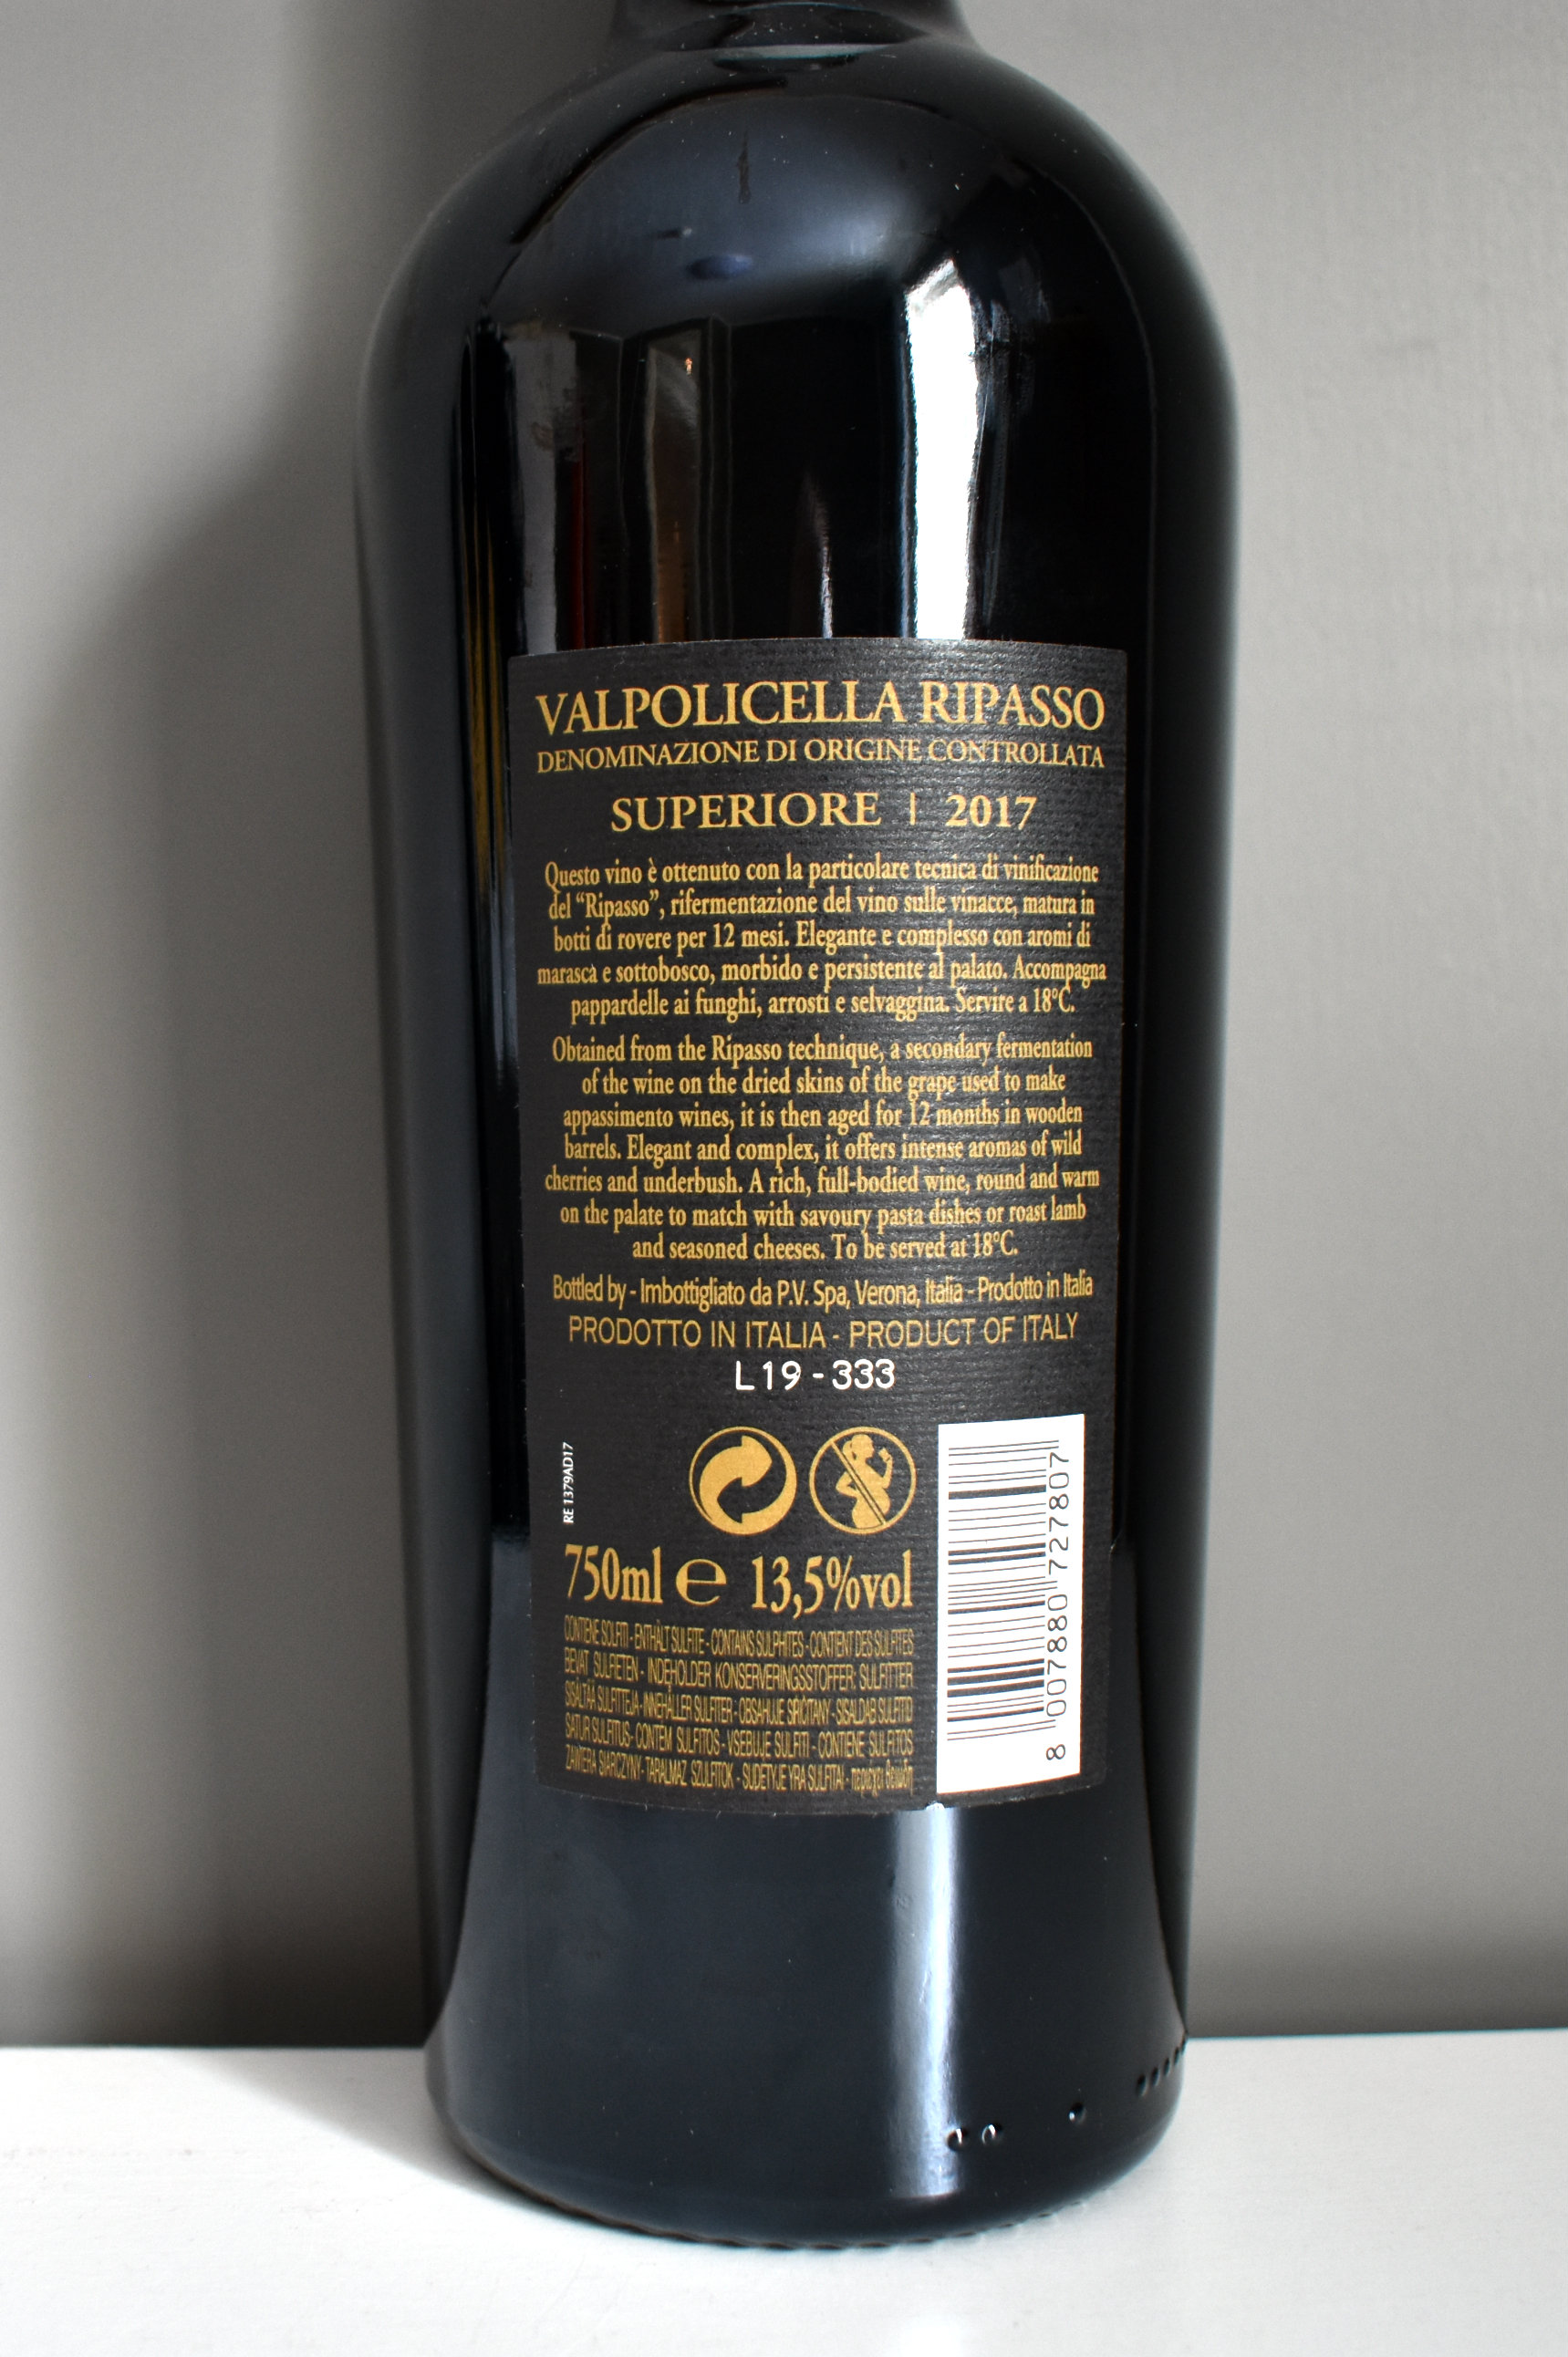 VALPOLICELLA RIPASSO
DENOMINAZIONE DI ORIGINE CONTROLLATA
SUPERIORE | 2017
Questo vino è ottenuto con la particolare tecnica di vinificazione
del “Ripasso”, rifermentazione del vino sulle vinacce, matura in
botti di rovere per 12 mesi. Elegante e complesso con aromi di
marasca e sottobosco, morbido e persistente al palato. Accompagna
pappardelle ai funghi, arrosti e selvaggina. Servire a 18°C.
Obtained from the Ripasso technique, a secondary fermentation
of the wine on the dried skins of the grape used to make
appassimento wines, it is then aged for 12 months in wooden
barrels. Elegant and complex, it offers intense aromas of wild
cherries and underbush. A rich, full-bodied wine, round and warm
on the palate to match with savoury pasta dishes or roast lamb
and seasoned cheeses. To be served at 18°C.
Bottled by - Imbottigliato da P.V. Spa, Verona, Italia - Prodotto in Italia
PRODOTTO IN ITALIA - PRODUCT OF ITALY
L19-333
RE 1379AD17
750ml e 13,5%vol
CONTIENE SOLFITI - ENTHÄLT SULFITE - CONTAINS SULPHITES - CONTIENT DES SULFITES
BEVAT SULFIETEN - INDEHOLDER KONSERVERINGSSTOFFER: SULFITTER
SISÄLTÄÄ SULFIITTEJA - INNEHÅLLER SULFITER - OBSAHUJE SIŘIČITANY - SISALDAB SULFITID
SATUR SULFITUS - CONTÉM SULFITOS - VSEBUJE SULFITI - CONTIENE SULFITOS
ZAWIERA SIARCZYNY - TARALMAZ SZULFITOK - SUDĖTYJE YRA SULFITAI - περιέχει θειώδη
8 007880 727807